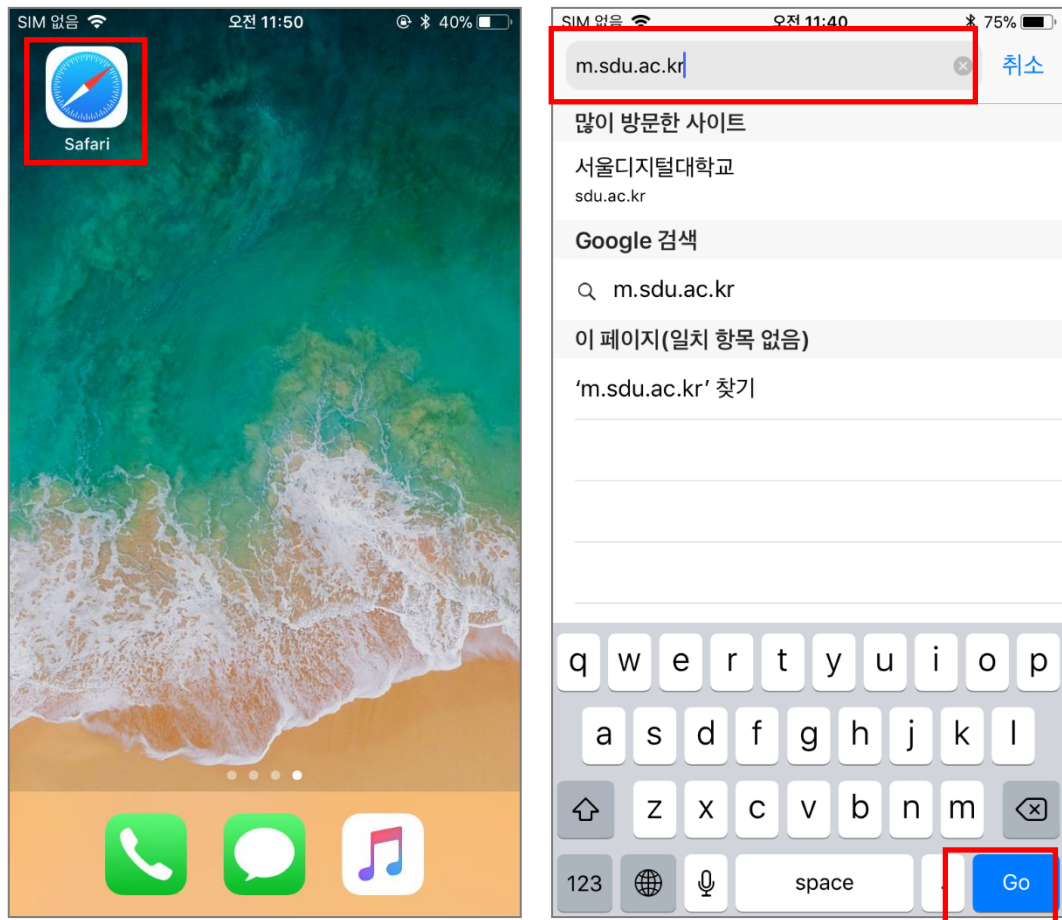 SIM 없음 오전 11:50 40%
Safari
SIM 없음 오전 11:40 75%
m.sdu.ac.kr 취소
많이 방문한 사이트
서울디지털대학교
sdu.ac.kr
Google 검색
m.sdu.ac.kr
이 페이지(일치 항목 없음)
‘m.sdu.ac.kr’ 찾기
q w e r t y u i o p
a s d f g h j k l
z x c v b n m
123 space . Go